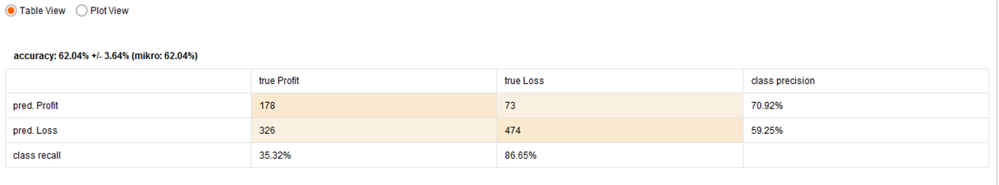 Table View Plot View
accuracy: 62.04% +/- 3.64% (mikro: 62.04%)
true Profit true Loss class precision
pred. Profit 178 73 70.92%
pred. Loss 326 474 59.25%
class recall 35.32% 86.65%